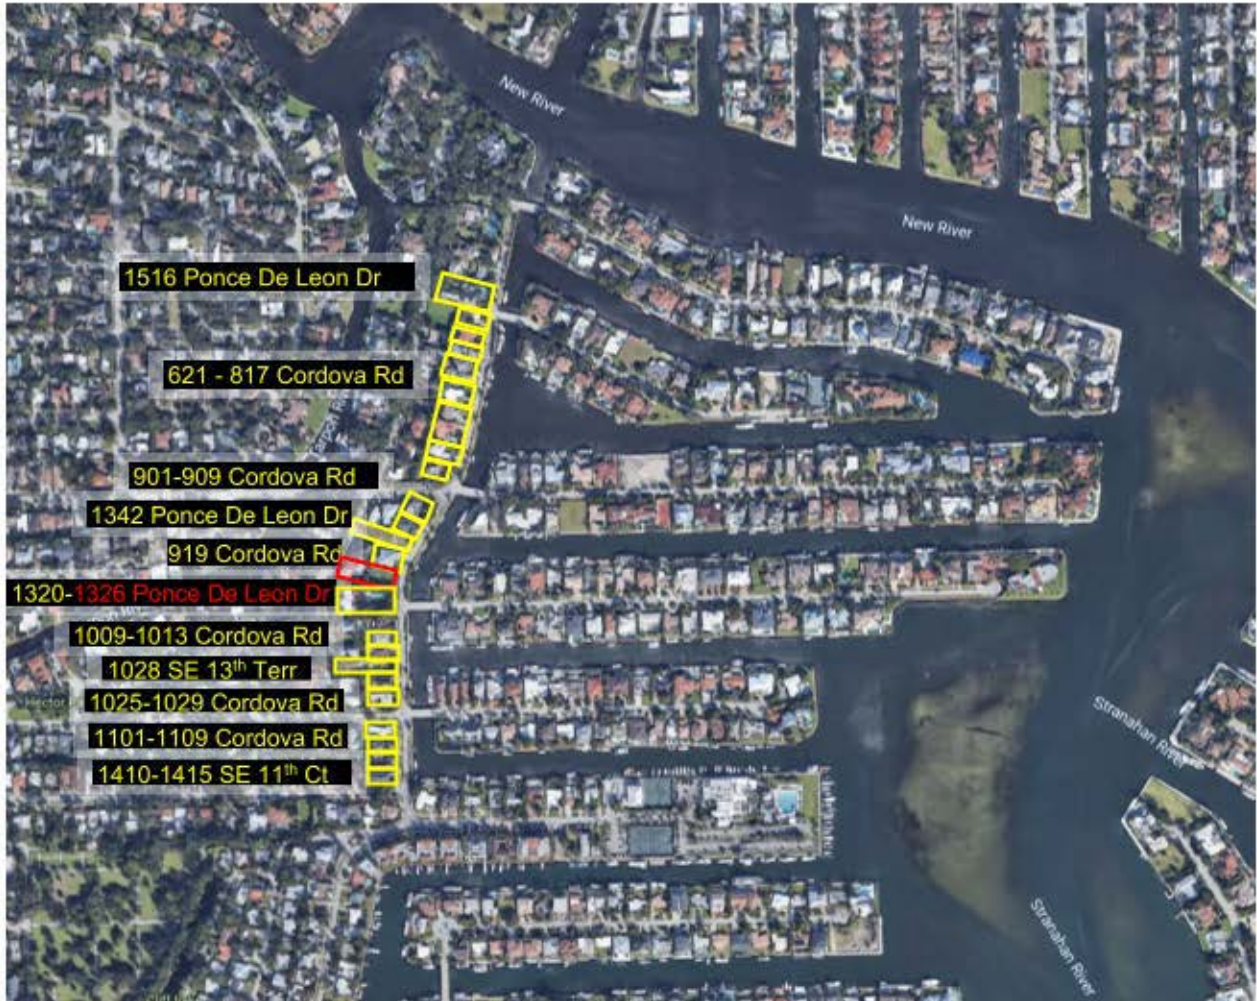 New River
New River
1516 Ponce De Leon Dr
621 - 817 Cordova Rd
901-909 Cordova Rd
1342 Ponce De Leon Dr
919 Cordova Rd
1320-1326 Ponce De Leon Dr
1009-1013 Cordova Rd
1028 SE 13th Terr
1025-1029 Cordova Rd
1101-1109 Cordova Rd
1410-1415 SE 11th Ct
Stranahan River
Stranahan River